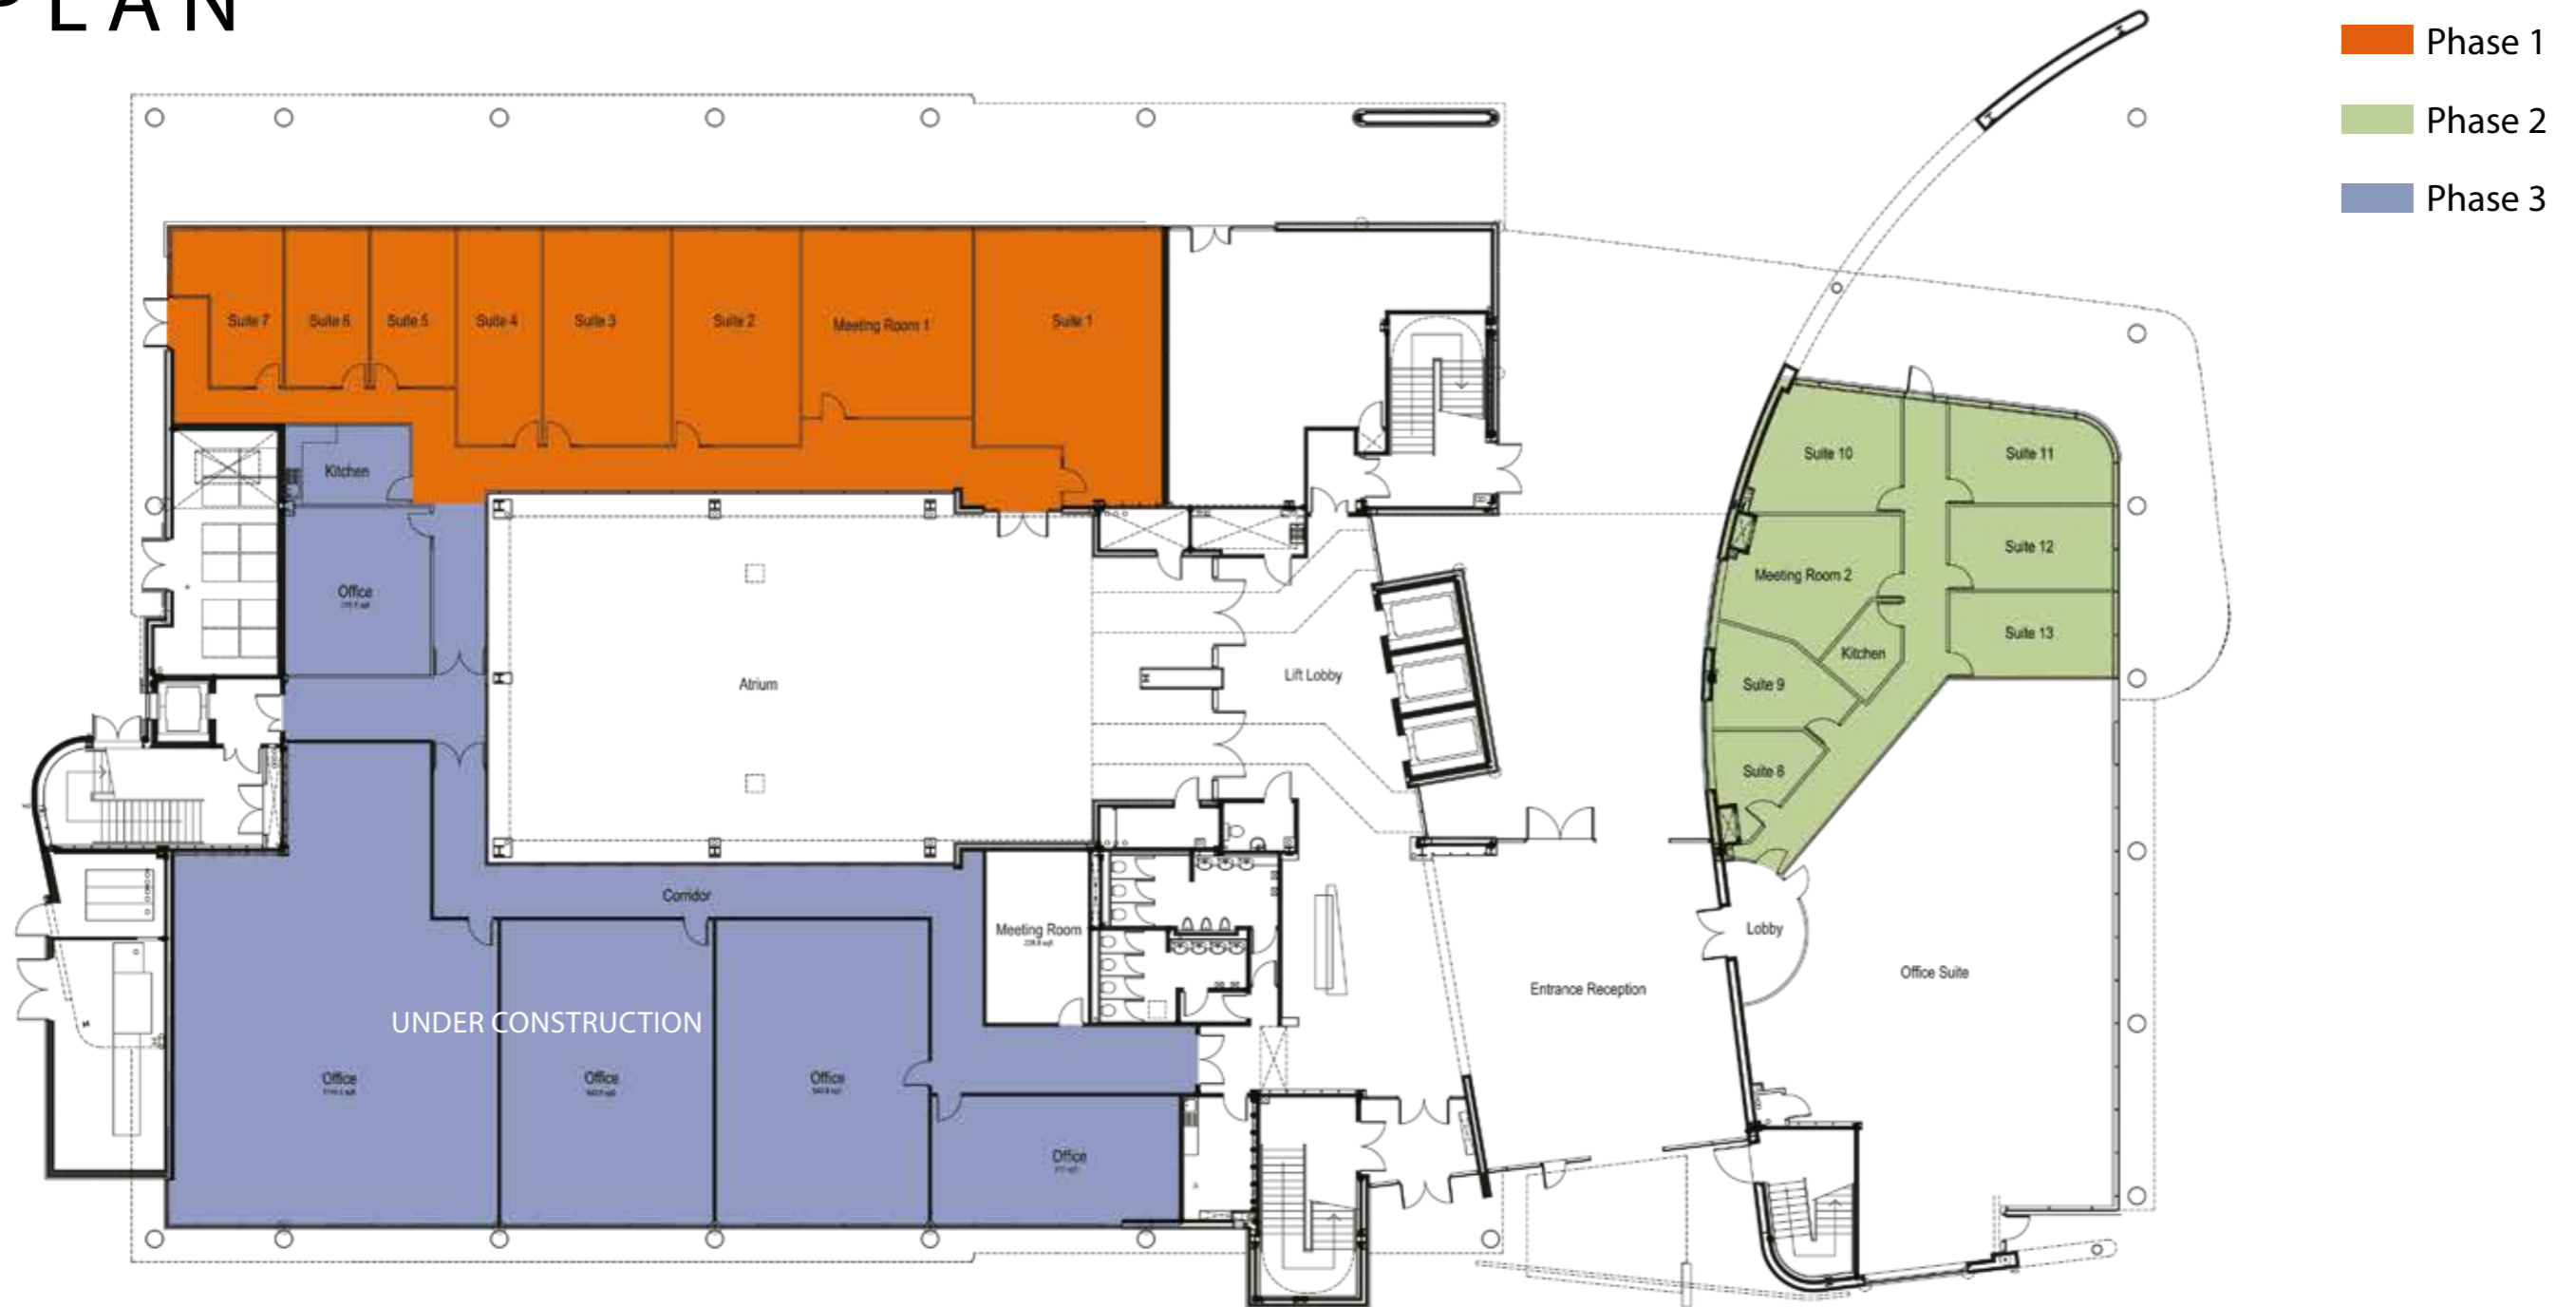 PLAN
Phase 1
Phase 2
Phase 3
Suite 7
Suite 6
Suite 5
Suite 4
Suite 3
Suite 2
Meeting Room 1
Suite 1
Kitchen
Office
Atrium
Lift Lobby
Suite 10
Suite 11
Suite 12
Meeting Room 2
Suite 13
Kitchen
Suite 9
Suite 8
Corridor
Meeting Room
Lobby
Office Suite
Entrance Reception
UNDER CONSTRUCTION
Office
Office
Office
Office